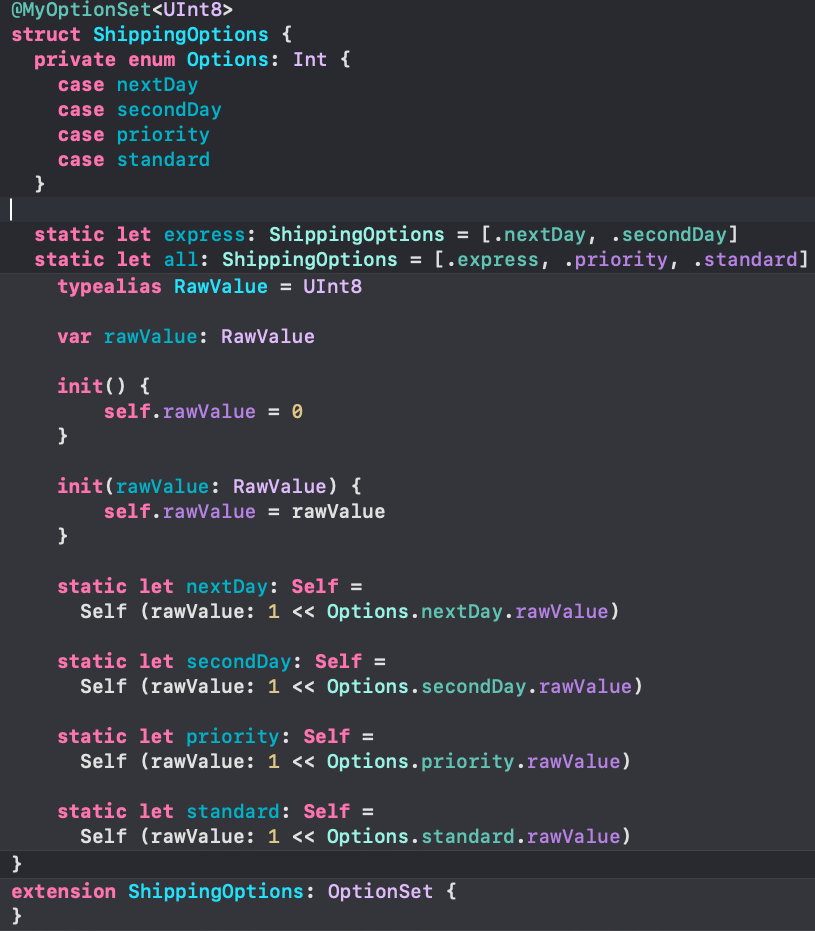 @MyOptionSet<UInt8>
struct ShippingOptions {
  private enum Options: Int {
    case nextDay
    case secondDay
    case priority
    case standard
  }

  static let express: ShippingOptions = [.nextDay, .secondDay]
  static let all: ShippingOptions = [.express, .priority, .standard]
    typealias RawValue = UInt8

    var rawValue: RawValue

    init() {
        self.rawValue = 0
    }

    init(rawValue: RawValue) {
        self.rawValue = rawValue
    }

    static let nextDay: Self =
      Self (rawValue: 1 << Options.nextDay.rawValue)

    static let secondDay: Self =
      Self (rawValue: 1 << Options.secondDay.rawValue)

    static let priority: Self =
      Self (rawValue: 1 << Options.priority.rawValue)

    static let standard: Self =
      Self (rawValue: 1 << Options.standard.rawValue)
}
extension ShippingOptions: OptionSet {
}